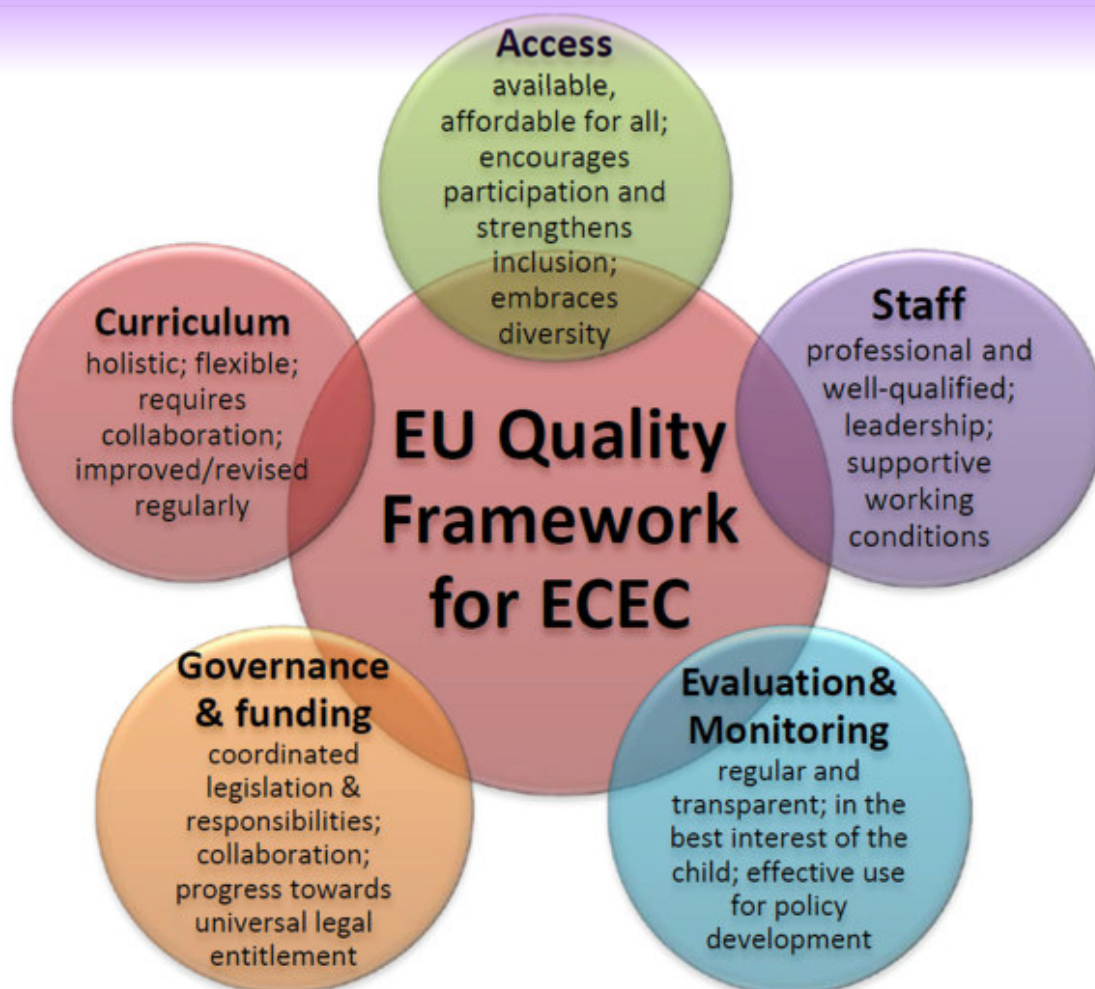 Access
available,
affordable for all;
encourages
participation and
strengthens
inclusion;
embraces
diversity
Staff
professional and
well-qualified;
leadership;
supportive
working
conditions
Evaluation&
Monitoring
regular and
transparent; in the
best interest of the
child; effective use
for policy
development
Governance
& funding
coordinated
legislation &
responsibilities;
collaboration;
progress towards
universal legal
entitlement
Curriculum
holistic; flexible;
requires
collaboration;
improved/revised
regularly
EU Quality
Framework
for ECEC